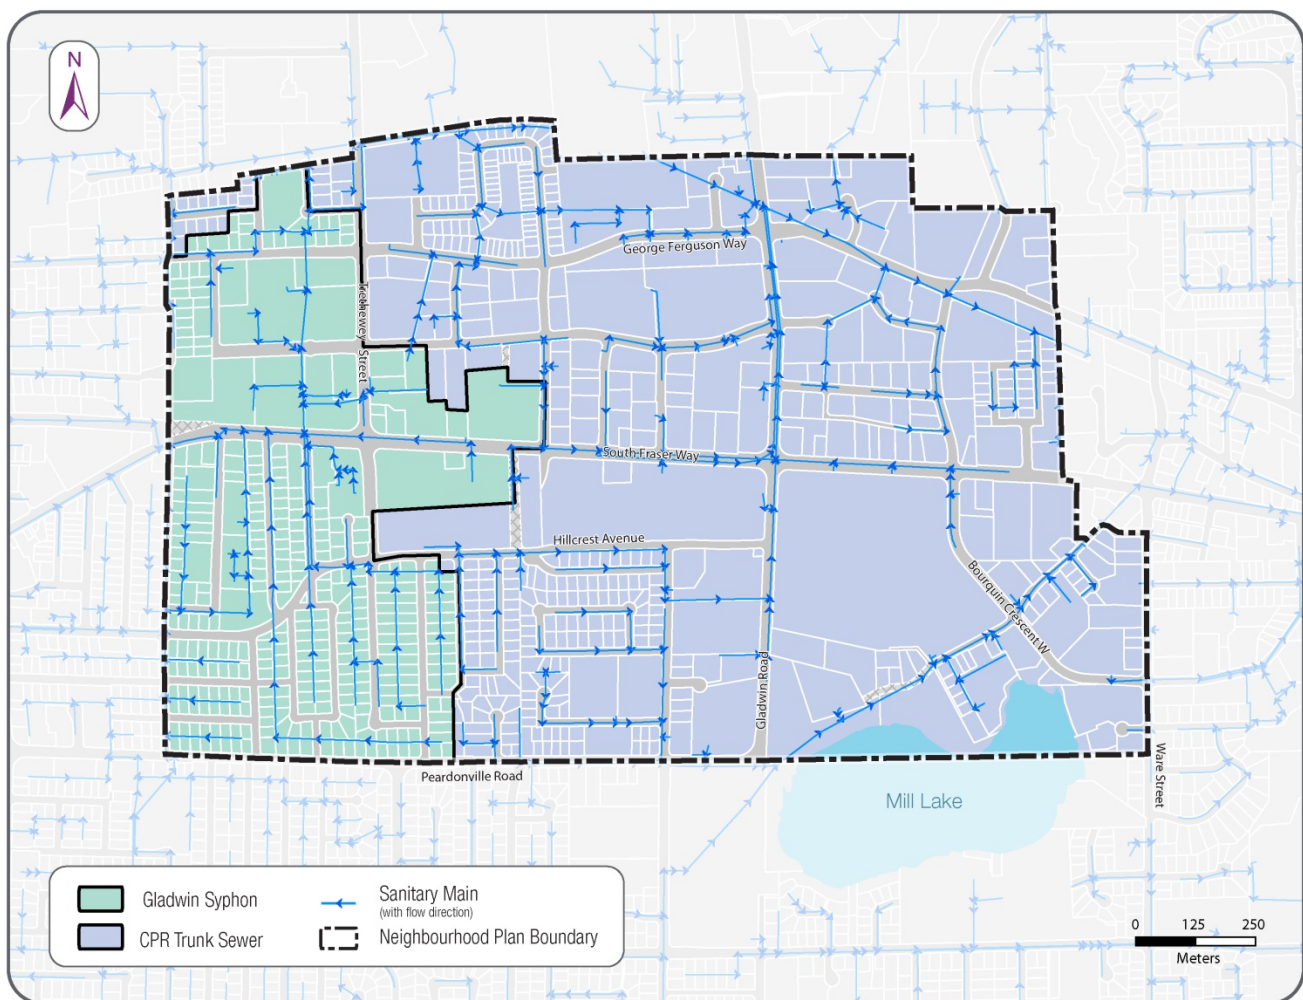 N
George Ferguson Way
Trethewey Street
South Fraser Way
Hillcrest Avenue
Bourquin Crescent W
Gladwin Road
Peardonville Road
Ware Street
Mill Lake
Gladwin Syphon
CPR Trunk Sewer
Sanitary Main
(with flow direction)
Neighbourhood Plan Boundary
0 125 250
Meters